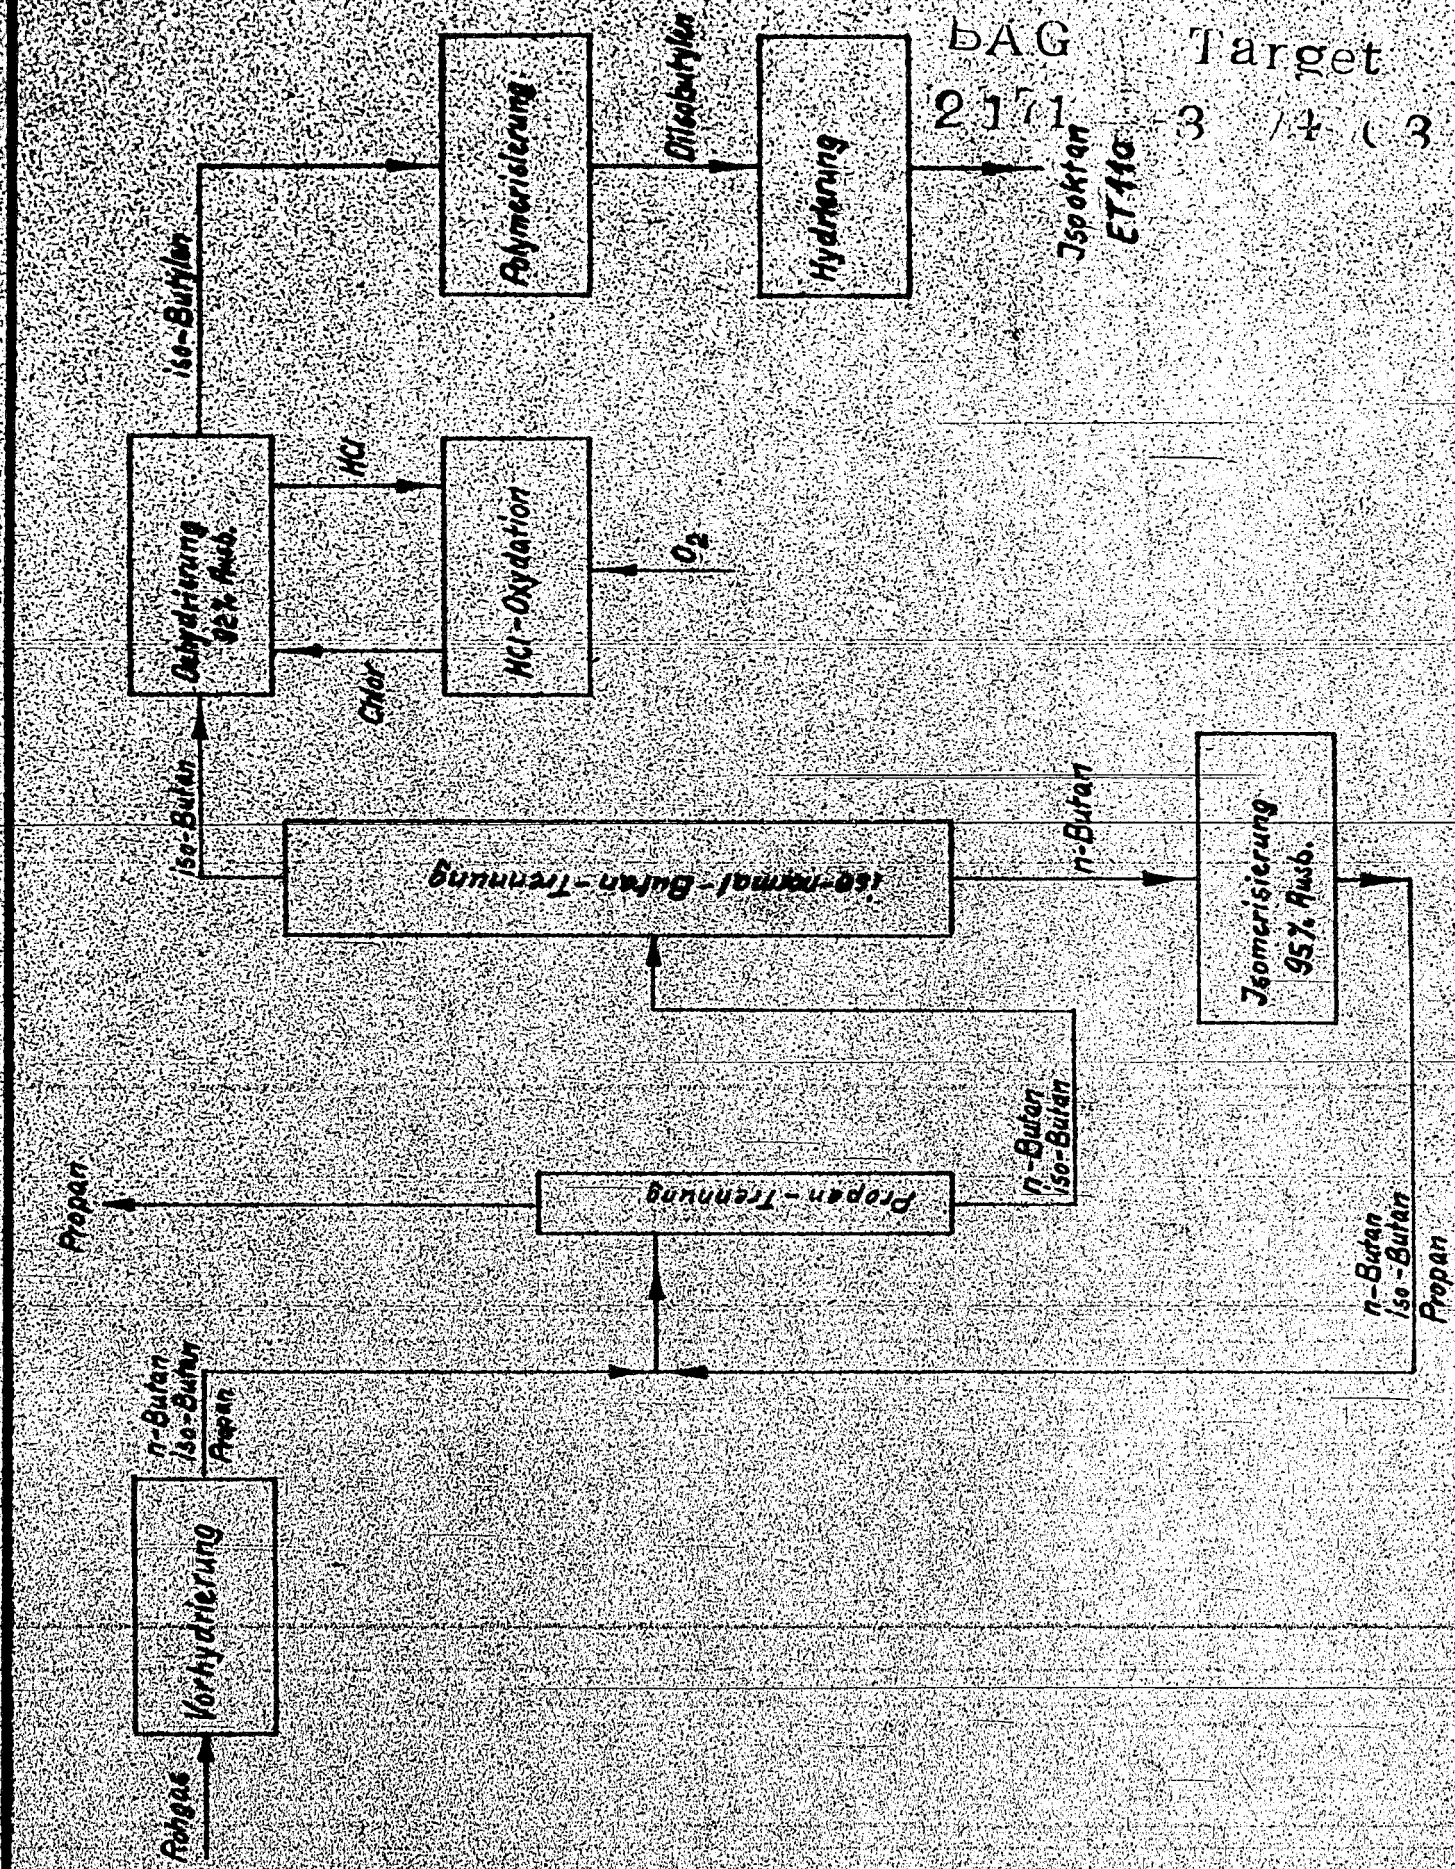 BAG Target
2171 - 3
Rohgas
Vorhydrierung
n-Butan
iso-Butan
Propan
Propan
Propan-Trennung
n-Butan
iso-Butan
n-Butan
iso-Butan
Propan
iso-normal-Butan-Trennung
iso-Butan
n-Butan
Isomerisierung
95% Ausb.
Dehydrierung
92% Ausb.
Chlor
HCl
HCl-Oxydation
O₂
iso-Butylen
Polymerisierung
Diisobutylen
Hydrierung
Isooktan
ET110